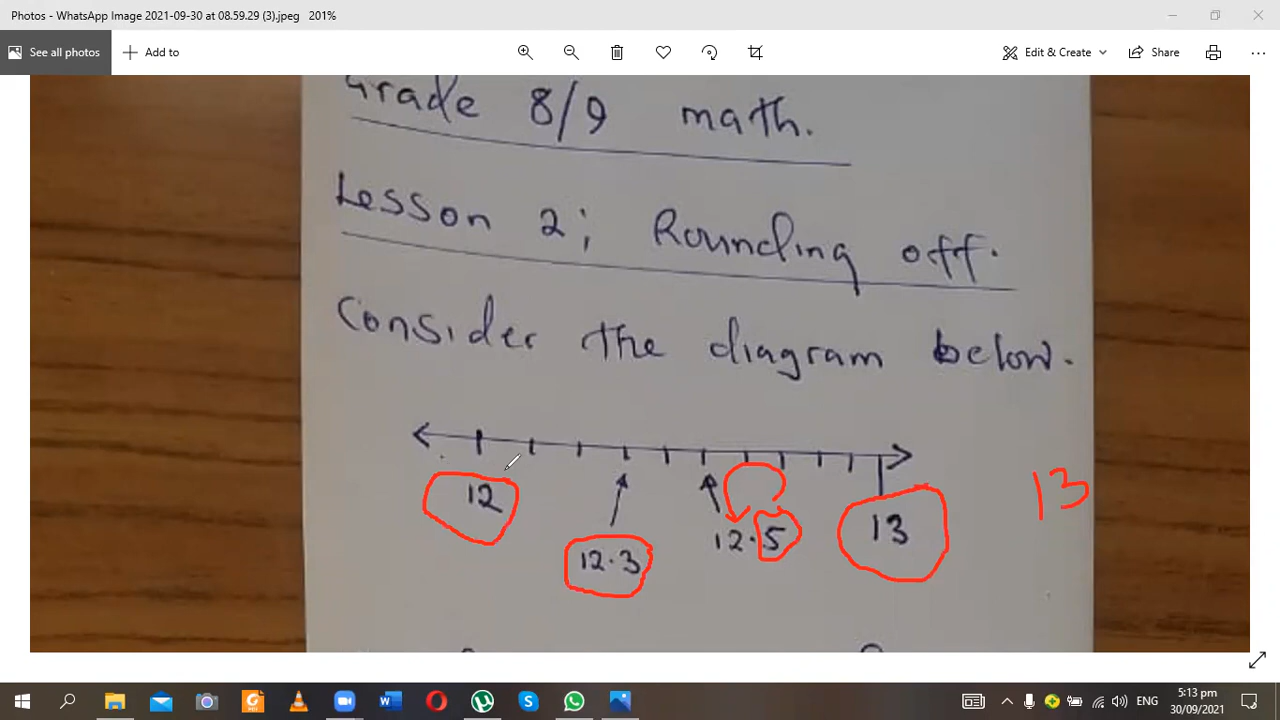 Photos - WhatsApp Image 2021-09-30 at 08.59.29 (3).jpeg 201%
See all photos
Add to
Edit & Create
Share
Grade 8/9 math.
Lesson 2; Rounding off.
Consider the diagram below.
12
12.3
12.5
13
13
ENG
5:13 pm
30/09/2021